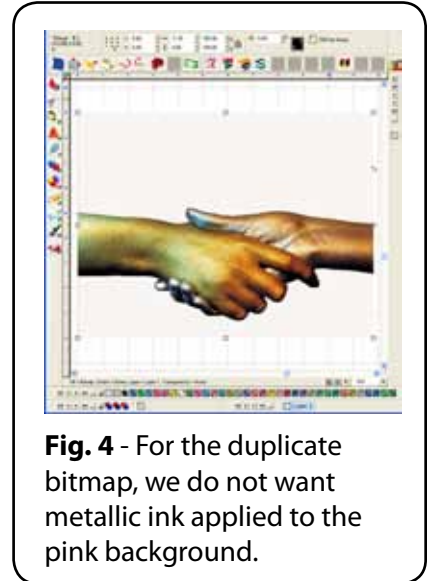 Fig. 4 - For the duplicate
bitmap, we do not want
metallic ink applied to the
pink background.